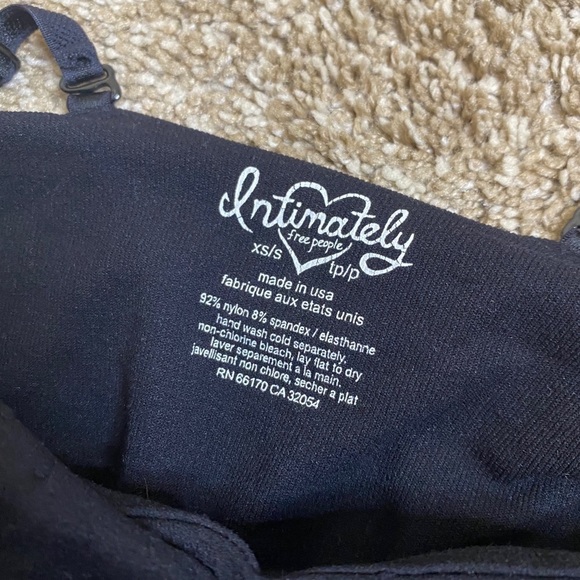 Intimately
free people
xs/s tp/p
made in usa
fabrique aux etats unis
92% nylon 8% spandex / elasthanne
hand wash cold separately,
non-chlorine bleach, lay flat to dry
laver separement a la main,
javellisant non chlore, secher a plat
RN 66170 CA 32054